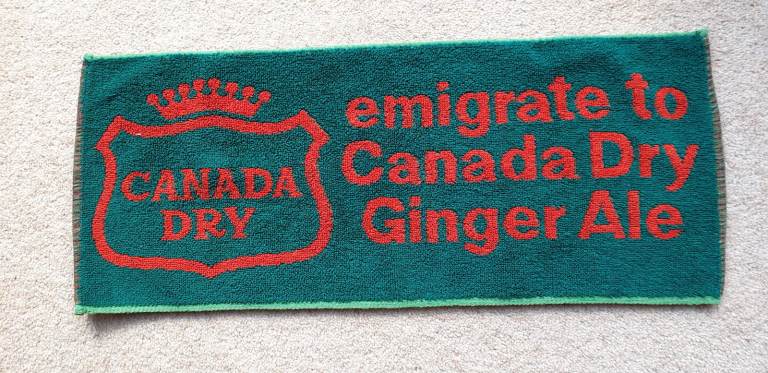 CANADA
DRY
emigrate to
Canada Dry
Ginger Ale